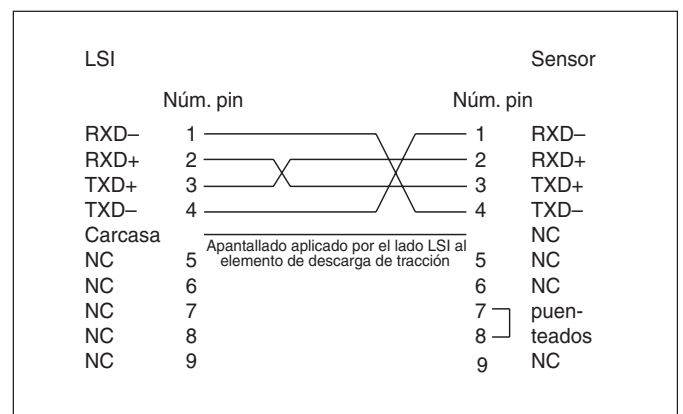 LSI Sensor
Núm. pin Núm. pin
RXD– 1 1 RXD–
RXD+ 2 2 RXD+
TXD+ 3 3 TXD+
TXD– 4 4 TXD–
Carcasa NC
Apantallado aplicado por el lado LSI al
elemento de descarga de tracción
NC 5 5 NC
NC 6 6 NC
NC 7 7 puen-
NC 8 8 teados
NC 9 9 NC